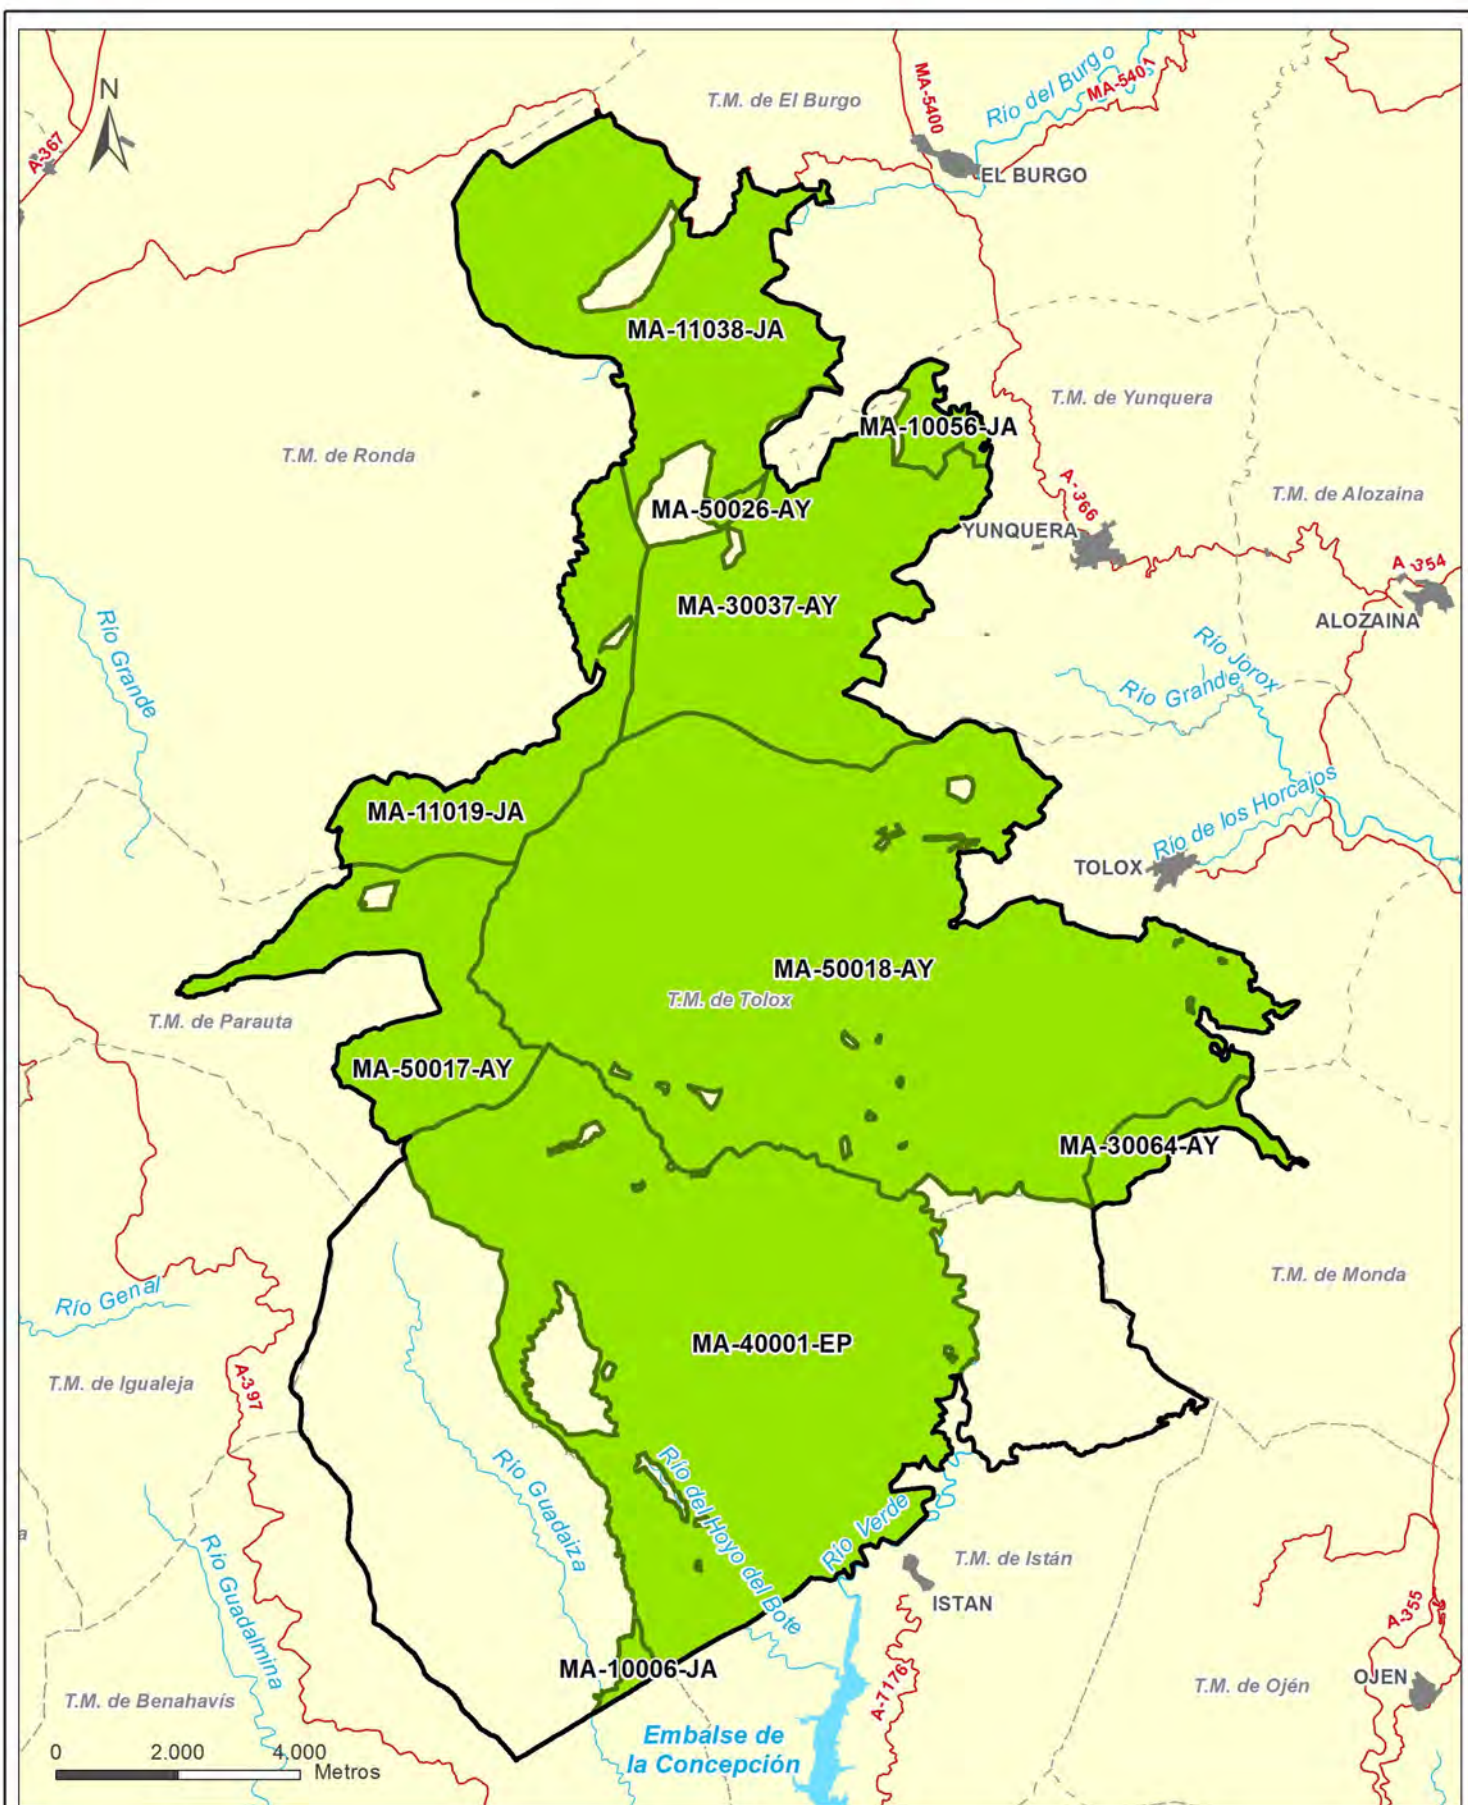 N
A-367
T.M. de El Burgo
MA-5400
Río del Burgo
MA-5401
EL BURGO
MA-11038-JA
T.M. de Yunquera
MA-10056-JA
T.M. de Ronda
A-366
T.M. de Alozaina
MA-50026-AY
YUNQUERA
A-354
MA-30037-AY
ALOZAINA
Río Grande
Río Jorox
Río Grande
MA-11019-JA
Río de los Horcajos
TOLOX
MA-50018-AY
T.M. de Tolox
T.M. de Parauta
MA-50017-AY
MA-30064-AY
T.M. de Monda
Río Genal
MA-40001-EP
T.M. de Igualeja
A-397
Río Guadaiza
Río del Hoyo del Bote
Río Verde
a
Río Guadalmina
T.M. de Istán
ISTAN
A-355
MA-10006-JA
A-7176
OJEN
T.M. de Ojén
T.M. de Benahavís
Embalse de
la Concepción
0 2.000 4.000
Metros